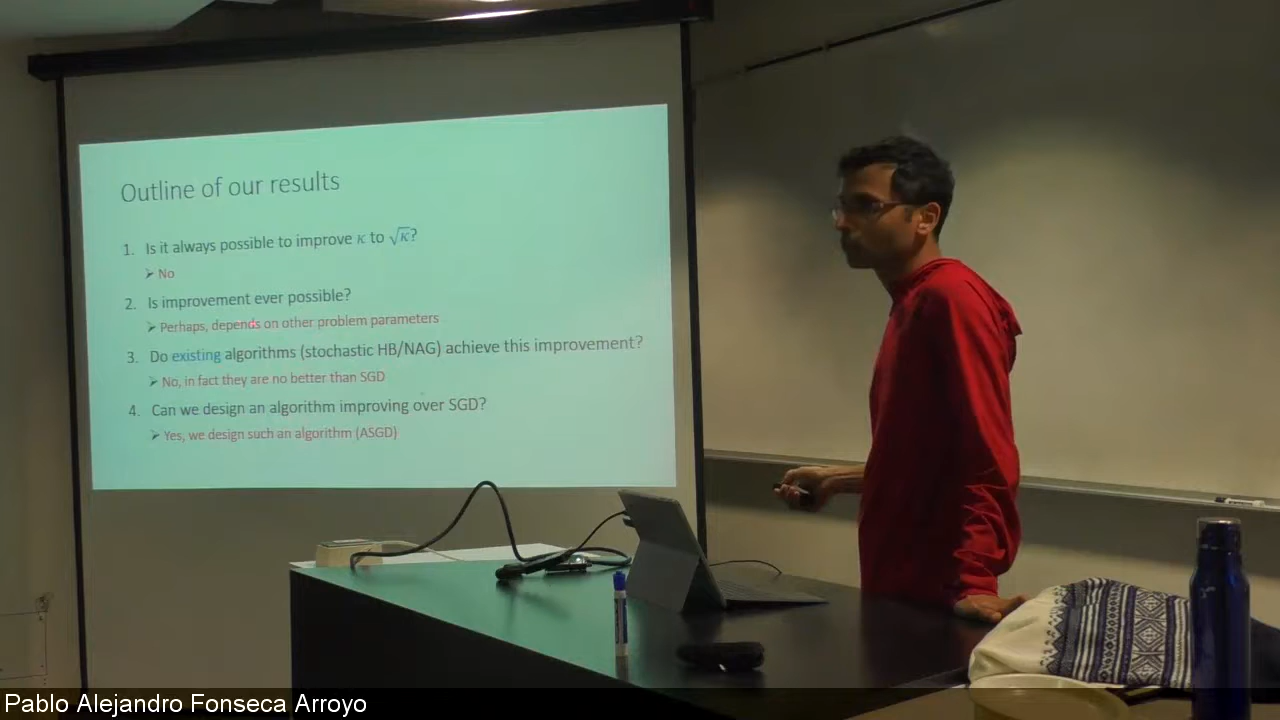 Outline of our results
1. Is it always possible to improve κ to √κ?
➢ No
2. Is improvement ever possible?
➢ Perhaps, depends on other problem parameters
3. Do existing algorithms (stochastic HB/NAG) achieve this improvement?
➢ No, in fact they are no better than SGD
4. Can we design an algorithm improving over SGD?
➢ Yes, we design such an algorithm (ASGD)
Pablo Alejandro Fonseca Arroyo